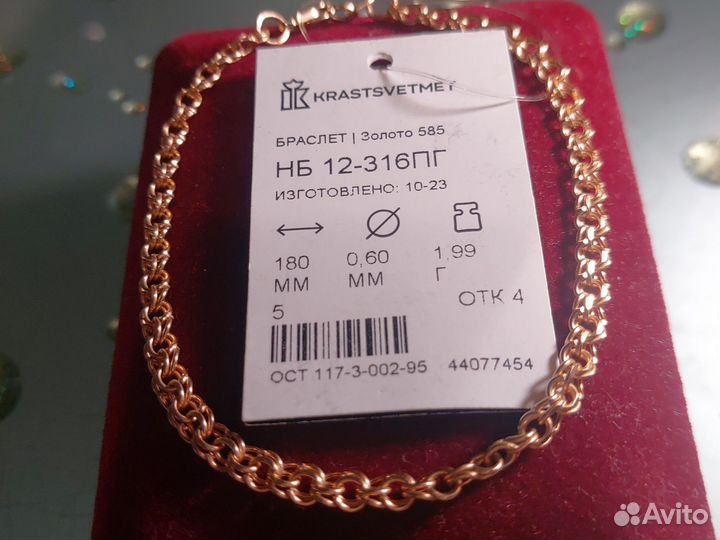 KRASTSVETMET
БРАСЛЕТ | Золото 585
НБ 12-316ПГ
ИЗГОТОВЛЕНО: 10-23
180 0,60 1,99
ММ ММ Г
5 ОТК 4
ОСТ 117-3-002-95 44077454
Avito